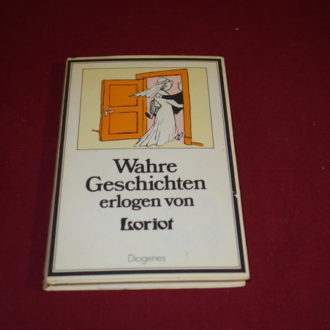 Wahre
Geschichten
erlogen von
Loriot
Diogenes